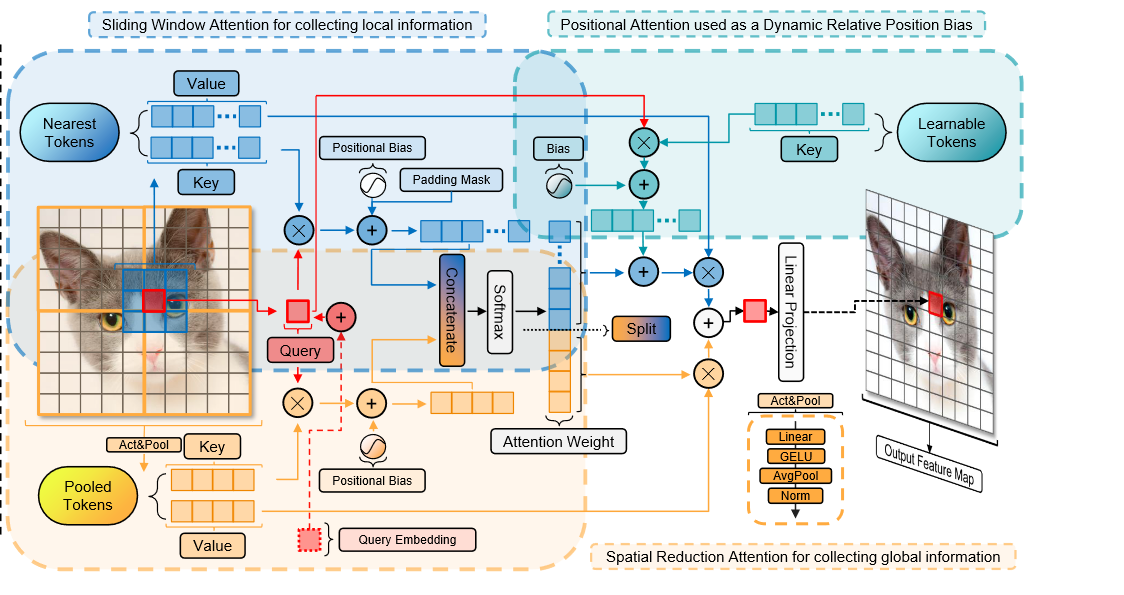 Sliding Window Attention for collecting local information
Positional Attention used as a Dynamic Relative Position Bias
Value
Nearest
Tokens
Key
Positional Bias
Padding Mask
Bias
Key
Learnable
Tokens
Concatenate
Softmax
Split
Linear Projection
Query
Attention Weight
Act&Pool
Key
Pooled
Tokens
Value
Positional Bias
Query Embedding
Act&Pool
Linear
GELU
AvgPool
Norm
Output Feature Map
Spatial Reduction Attention for collecting global information